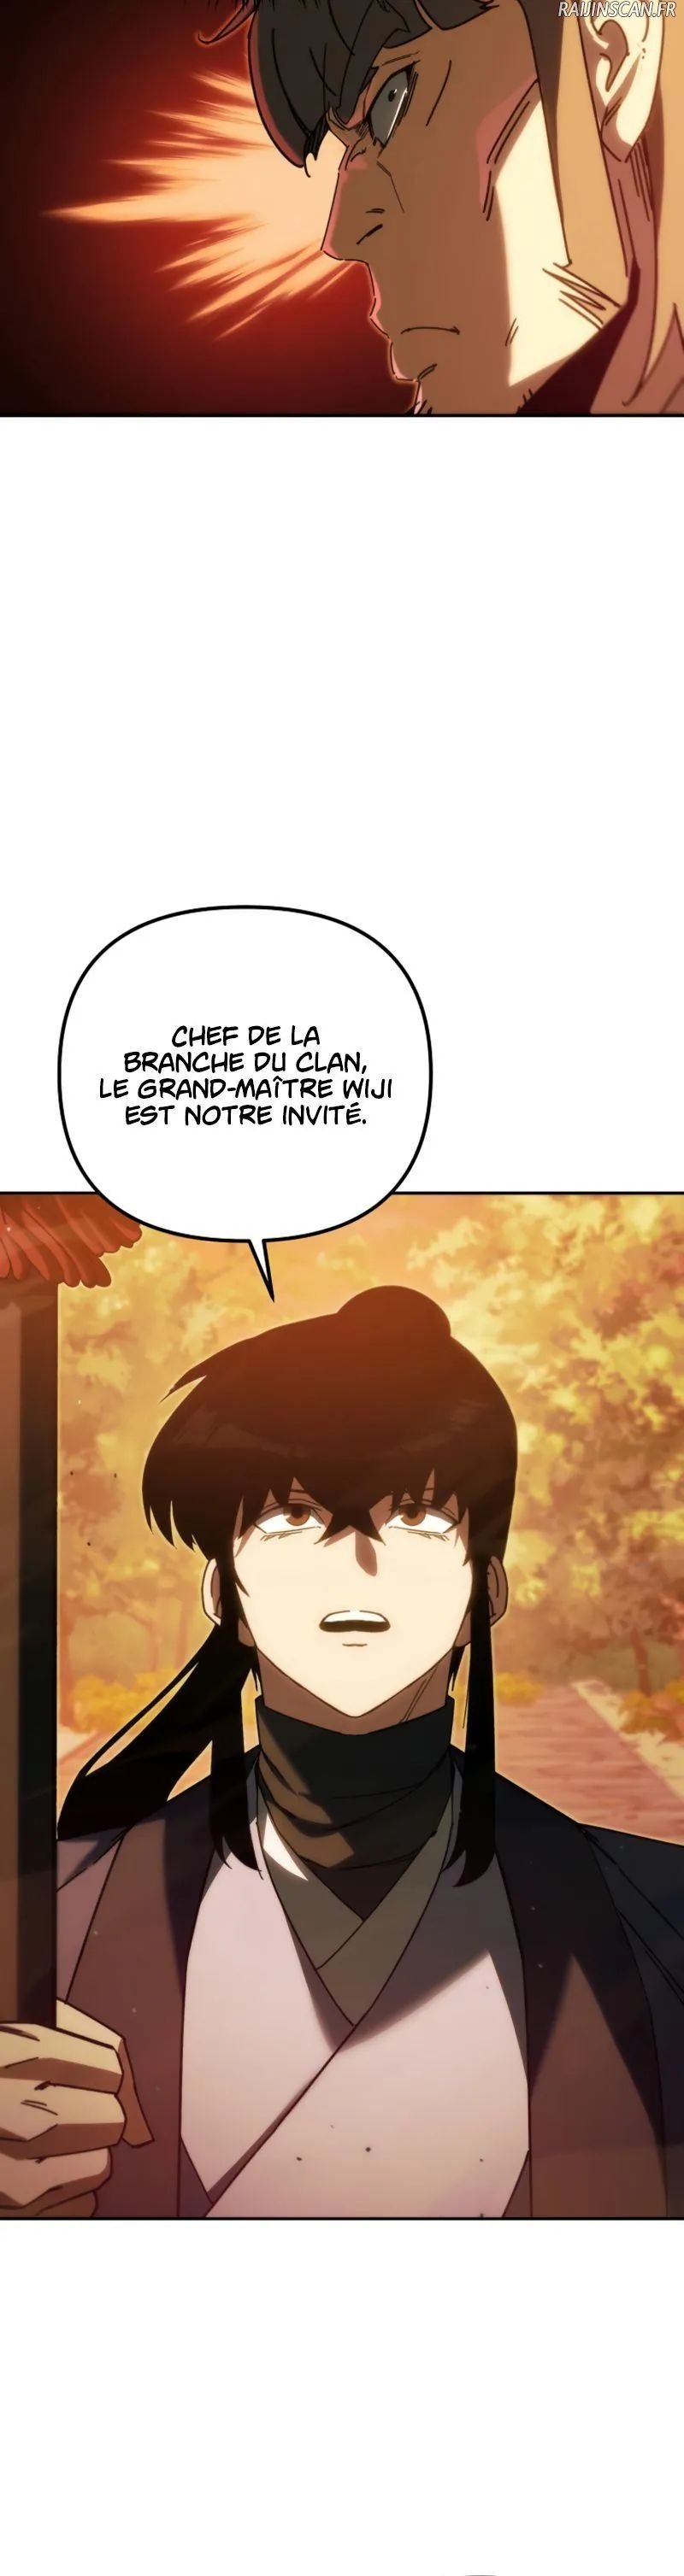 RAIJINSCAN.FR
CHEF DE LA
BRANCHE DU CLAN,
LE GRAND-MAÎTRE WIJI
EST NOTRE INVITÉ.